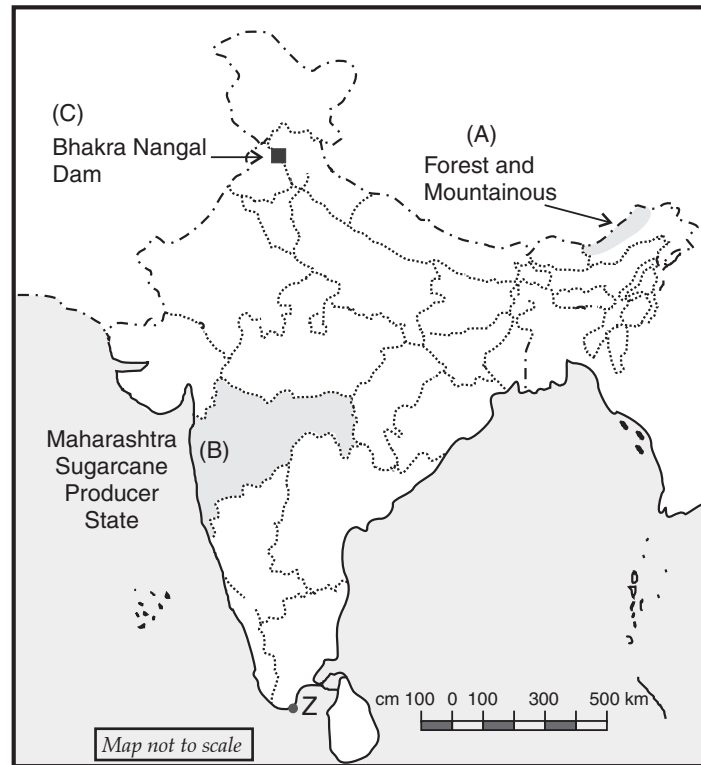 (C)
Bhakra Nangal
Dam
(A)
Forest and
Mountainous
Maharashtra
Sugarcane
Producer
State
(B)
Z
cm 100 0 100 300 500 km
Map not to scale